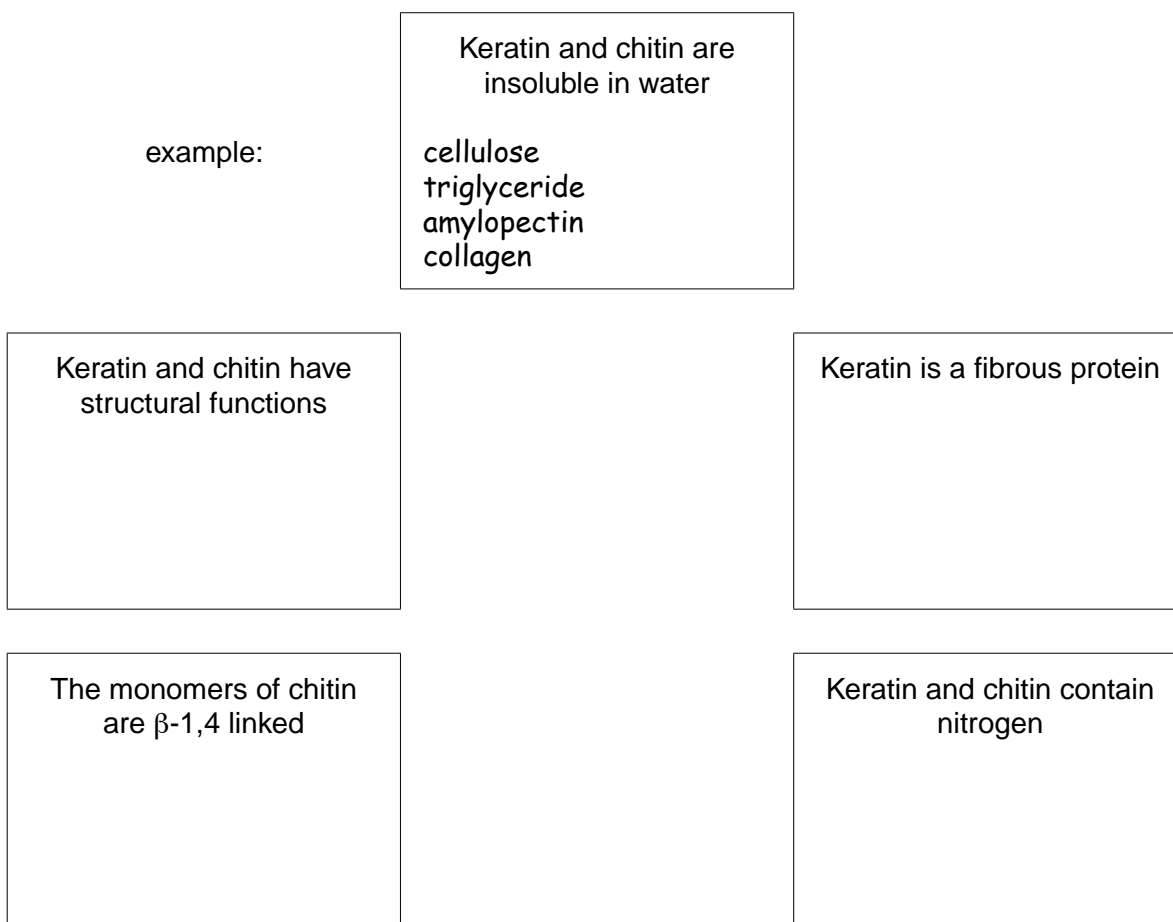 Keratin and chitin are
insoluble in water
example:
cellulose
triglyceride
amylopectin
collagen
Keratin and chitin have
structural functions
Keratin is a fibrous protein
The monomers of chitin
are β-1,4 linked
Keratin and chitin contain
nitrogen